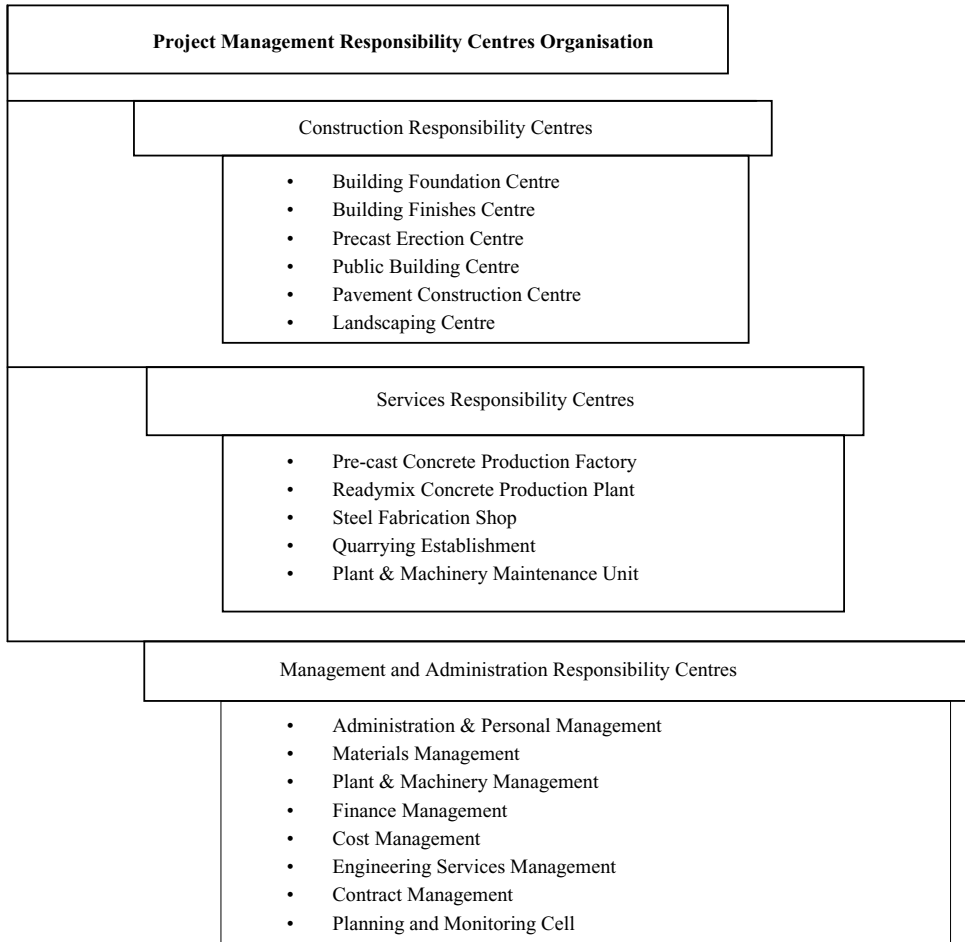 Project Management Responsibility Centres Organisation
Construction Responsibility Centres
• Building Foundation Centre
• Building Finishes Centre
• Precast Erection Centre
• Public Building Centre
• Pavement Construction Centre
• Landscaping Centre
Services Responsibility Centres
• Pre-cast Concrete Production Factory
• Readymix Concrete Production Plant
• Steel Fabrication Shop
• Quarrying Establishment
• Plant & Machinery Maintenance Unit
Management and Administration Responsibility Centres
• Administration & Personal Management
• Materials Management
• Plant & Machinery Management
• Finance Management
• Cost Management
• Engineering Services Management
• Contract Management
• Planning and Monitoring Cell